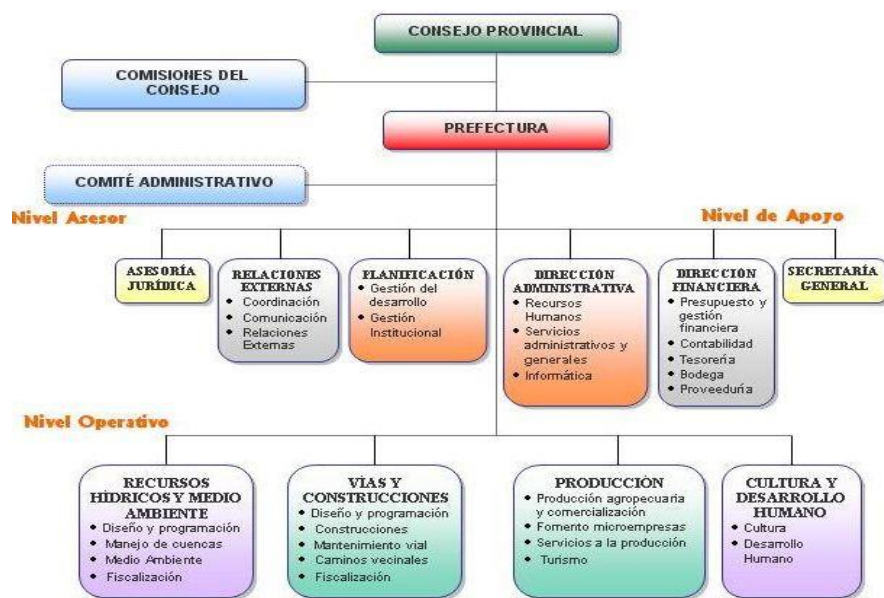 CONSEJO PROVINCIAL
COMISIONES DEL
CONSEJO
PREFECTURA
COMITÉ ADMINISTRATIVO
Nivel Asesor
Nivel de Apoyo
ASESORÍA
JURÍDICA
RELACIONES
EXTERNAS
• Coordinación
• Comunicación
• Relaciones
Externas
PLANIFICACIÓN
• Gestión del
desarrollo
• Gestión
Institucional
DIRECCIÓN
ADMINISTRATIVA
• Recursos
Humanos
• Servicios
administrativos y
generales
• Informática
DIRECCIÓN
FINANCIERA
• Presupuesto y
gestión
financiera
• Contabilidad
• Tesorería
• Bodega
• Proveeduría
SECRETARÍA
GENERAL
Nivel Operativo
RECURSOS
HÍDRICOS Y MEDIO
AMBIENTE
• Diseño y programación
• Manejo de cuencas
• Medio Ambiente
• Fiscalización
VÍAS Y
CONSTRUCCIONES
• Diseño y programación
• Construcciones
• Mantenimiento vial
• Caminos vecinales
• Fiscalización
PRODUCCIÓN
• Producción agropecuaria
y comercialización
• Fomento microempresas
• Servicios a la producción
• Turismo
CULTURA Y
DESARROLLO
HUMANO
• Cultura
• Desarrollo
Humano